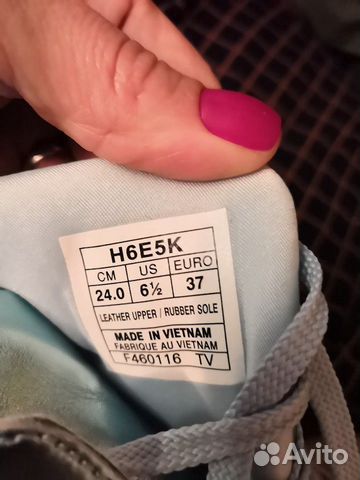 H6E5K
CM US EURO
24.0 6½ 37
LEATHER UPPER / RUBBER SOLE
MADE IN VIETNAM
FABRIQUE AU VIETNAM
F460116 TV
Avito